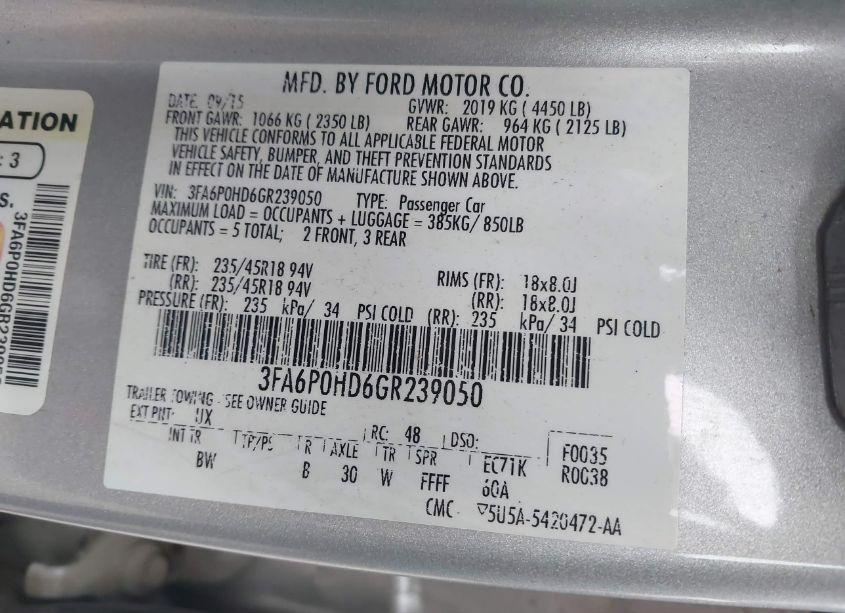 MFD. BY FORD MOTOR CO.
DATE: 09/15 GVWR: 2019 KG ( 4450 LB)
FRONT GAWR: 1066 KG ( 2350 LB) REAR GAWR: 964 KG ( 2125 LB)
THIS VEHICLE CONFORMS TO ALL APPLICABLE FEDERAL MOTOR
VEHICLE SAFETY, BUMPER, AND THEFT PREVENTION STANDARDS
IN EFFECT ON THE DATE OF MANUFACTURE SHOWN ABOVE.
VIN: 3FA6P0HD6GR239050 TYPE: Passenger Car
MAXIMUM LOAD = OCCUPANTS + LUGGAGE = 385KG/ 850LB
OCCUPANTS = 5 TOTAL; 2 FRONT, 3 REAR
TIRE (FR): 235/45R18 94V RIMS (FR): 18x8.0J
(RR): 235/45R18 94V (RR): 18x8.0J
PRESSURE (FR): 235 kPa/ 34 PSI COLD (RR): 235 kPa/ 34 PSI COLD
3FA6P0HD6GR239050
TRAILER TOWING - SEE OWNER GUIDE
EXT PNT: UX RC: 48 DSO: F0035
INT TR TP/PS R AXLE TR SPR EC71K R0038
BW B 30 W FFFF 60A
CMC 5U5A-5420472-AA
ATION
: 3
S.
3FA6P0HD6GR2390